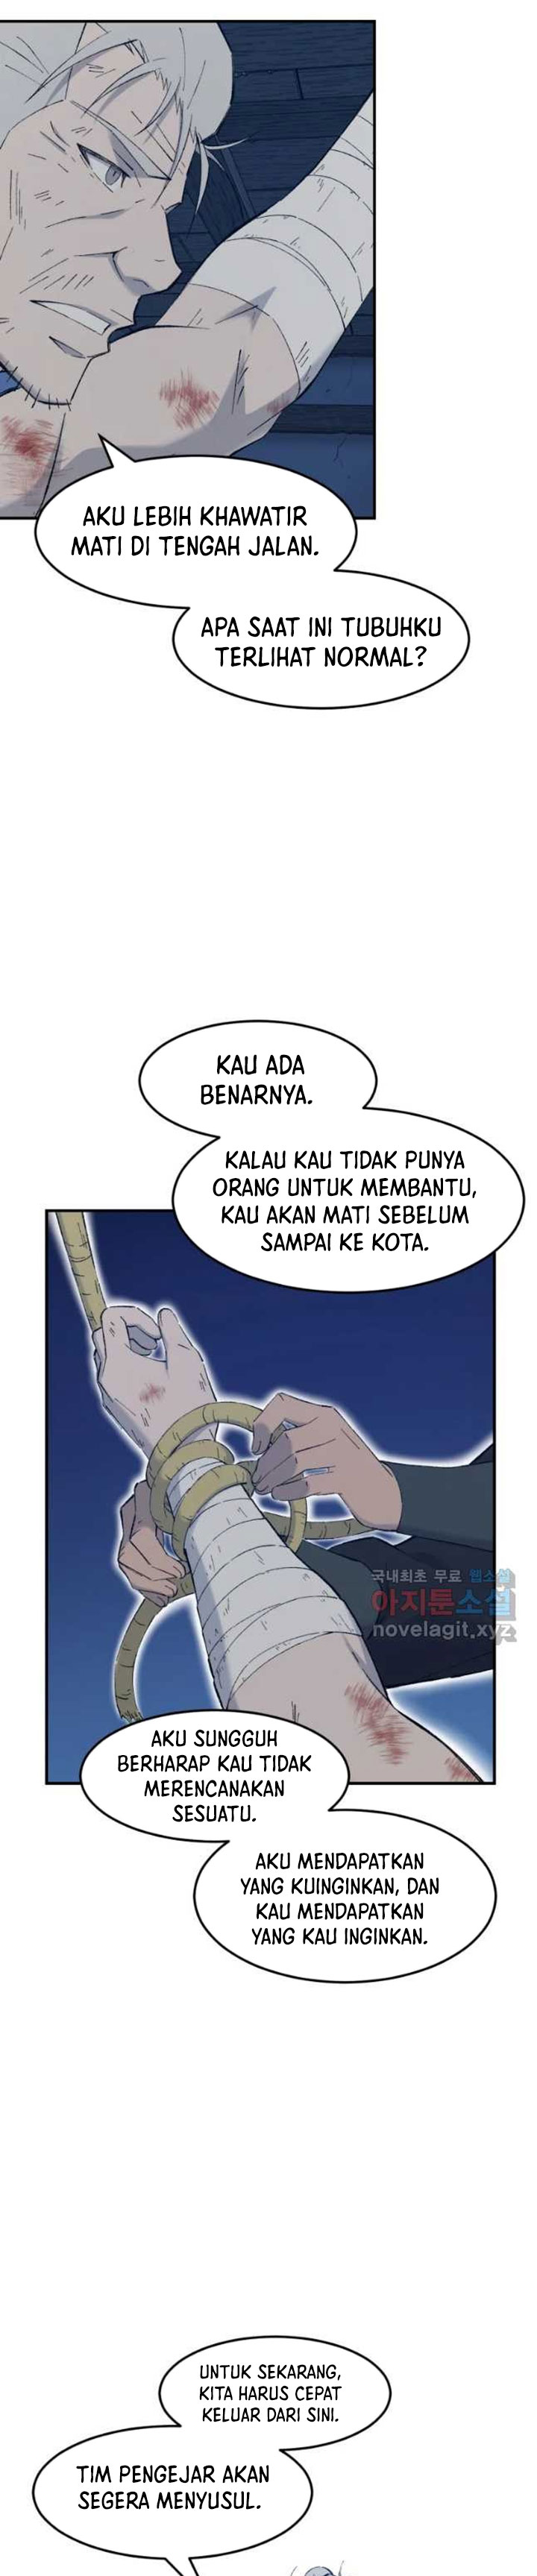 AKU LEBIH KHAWATIR
MATI DI TENGAH JALAN.
APA SAAT INI TUBUHKU
TERLIHAT NORMAL?
KAU ADA
BENARNYA.
KALAU KAU TIDAK PUNYA
ORANG UNTUK MEMBANTU,
KAU AKAN MATI SEBELUM
SAMPAI KE KOTA.
국내최초 무료 웹소설
아지툰소설
novelagit.xyz
AKU SUNGGUH
BERHARAP KAU TIDAK
MERENCANAKAN
SESUATU.
AKU MENDAPATKAN
YANG KUINGINKAN, DAN
KAU MENDAPATKAN
YANG KAU INGINKAN.
UNTUK SEKARANG,
KITA HARUS CEPAT
KELUAR DARI SINI.
TIM PENGEJAR AKAN
SEGERA MENYUSUL.